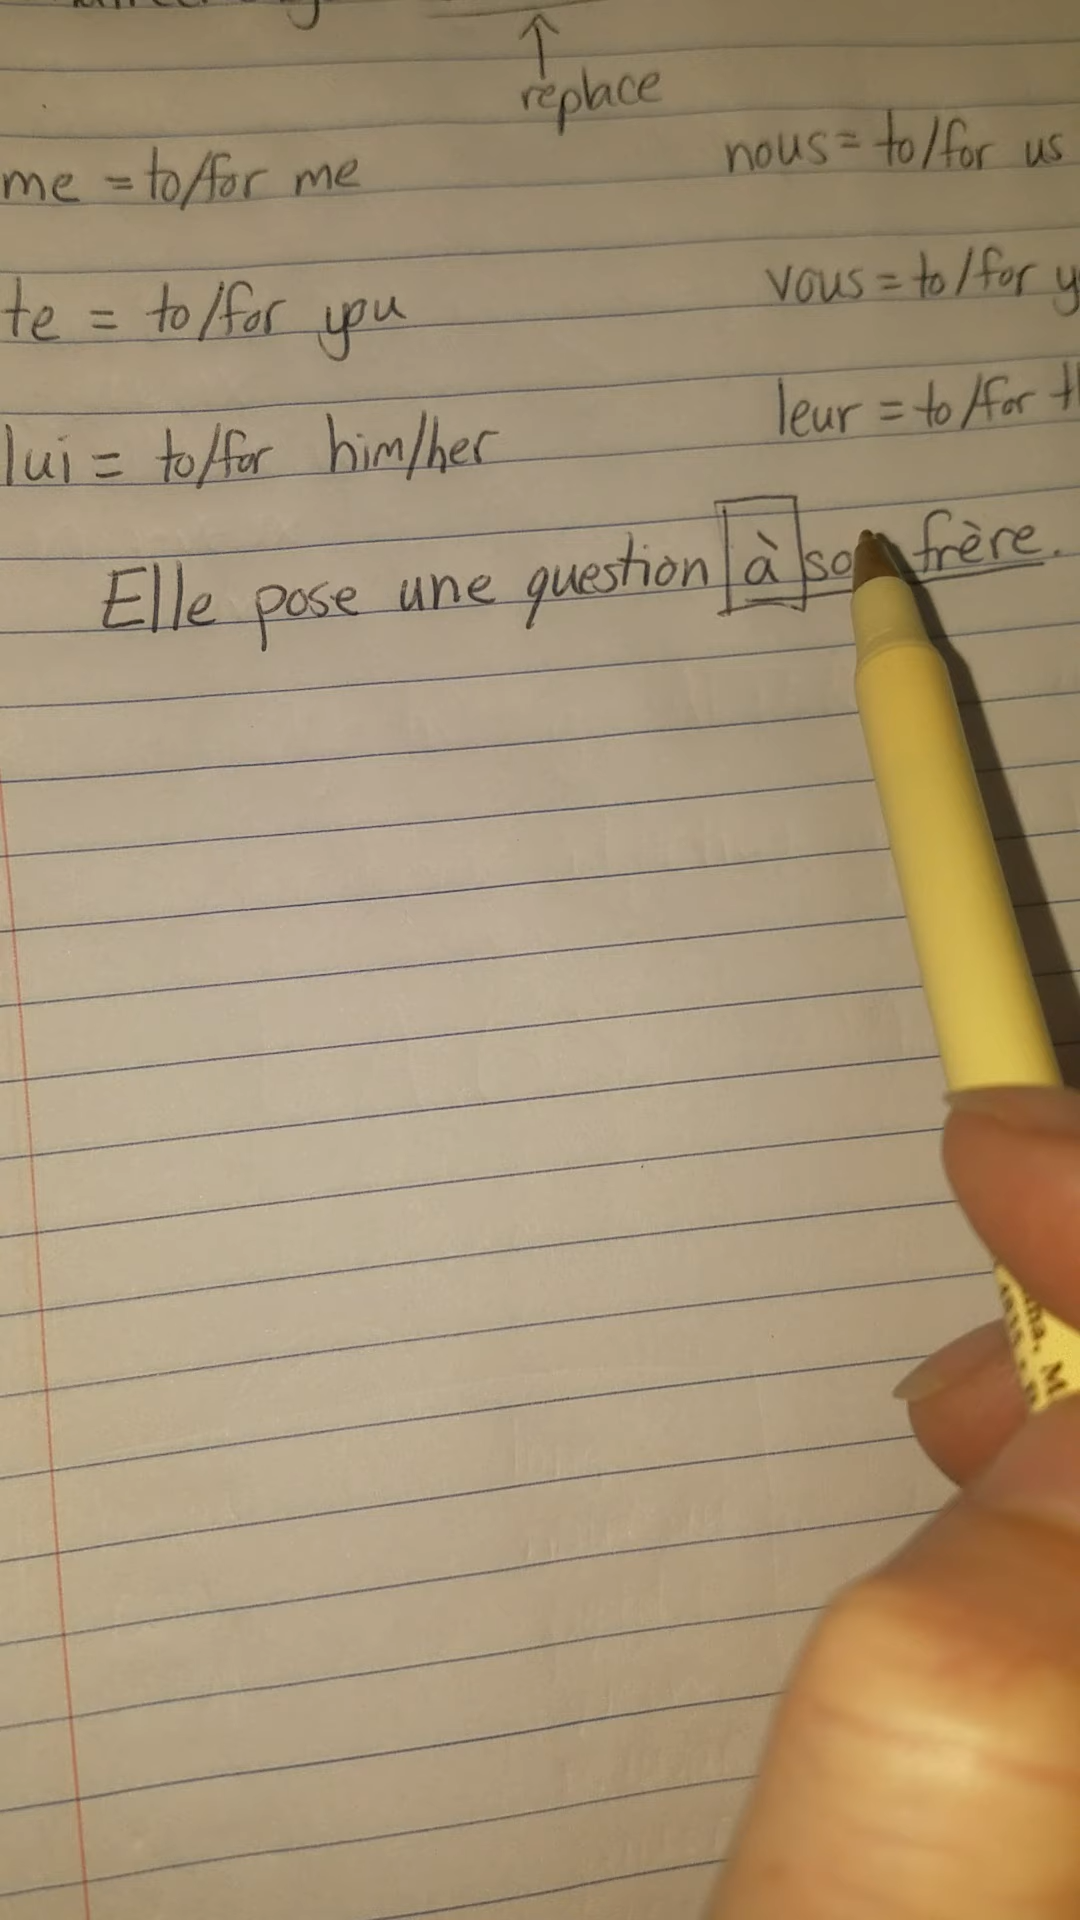 replace
me = to/for me
nous = to/for us
te = to/for you
vous = to/for
lui = to/for him/her
leur = to/for
Elle pose une question à frère.